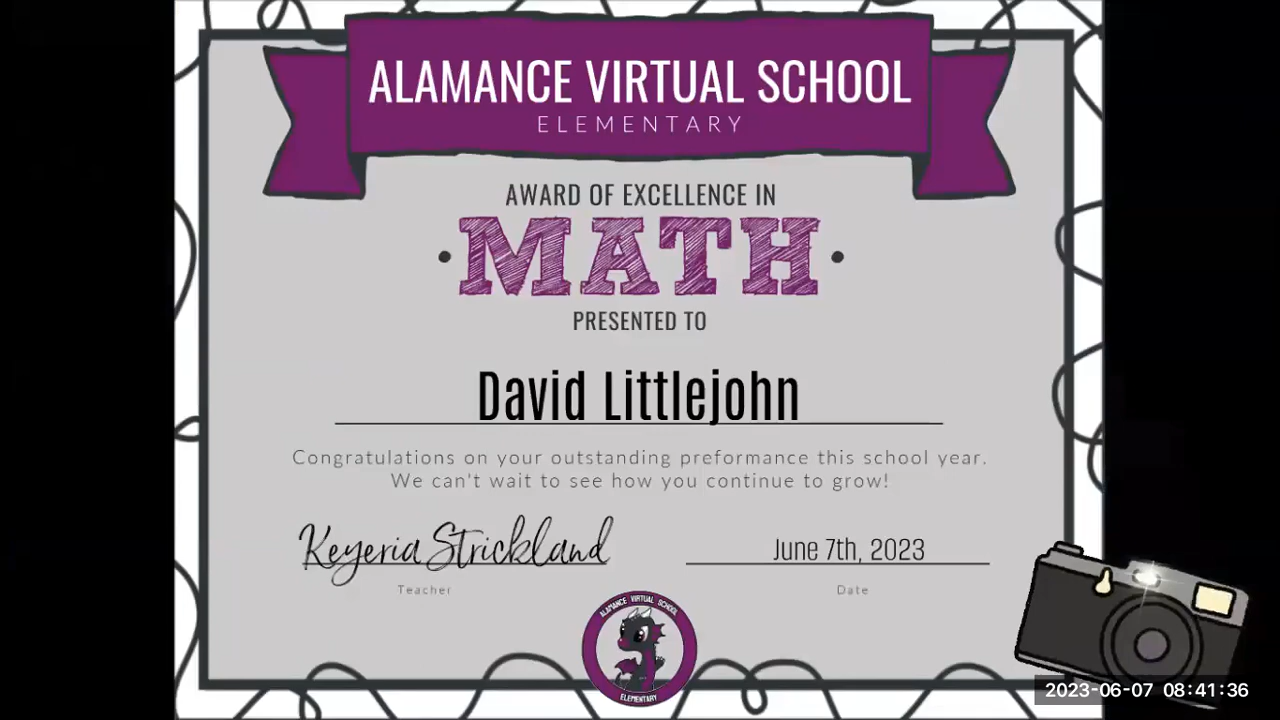 ALAMANCE VIRTUAL SCHOOL
ELEMENTARY
AWARD OF EXCELLENCE IN
• MATH •
PRESENTED TO
David Littlejohn
Congratulations on your outstanding preformance this school year.
We can't wait to see how you continue to grow!
Keyeria Strickland
June 7th, 2023
Teacher
Date
ALAMANCE VIRTUAL SCHOOL
ELEMENTARY
2023-06-07 08:41:36